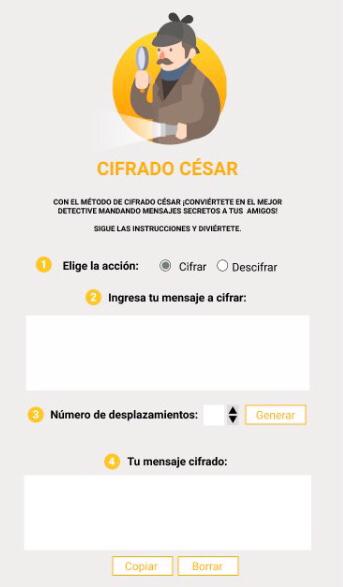 CIFRADO CÉSAR
CON EL MÉTODO DE CIFRADO CÉSAR ¡CONVIÉRTETE EN EL MEJOR
DETECTIVE MANDANDO MENSAJES SECRETOS A TUS AMIGOS!
SIGUE LAS INSTRUCCIONES Y DIVIÉRTETE.
1 Elige la acción: Cifrar Descifrar
2 Ingresa tu mensaje a cifrar:
3 Número de desplazamientos: Generar
4 Tu mensaje cifrado:
Copiar Borrar